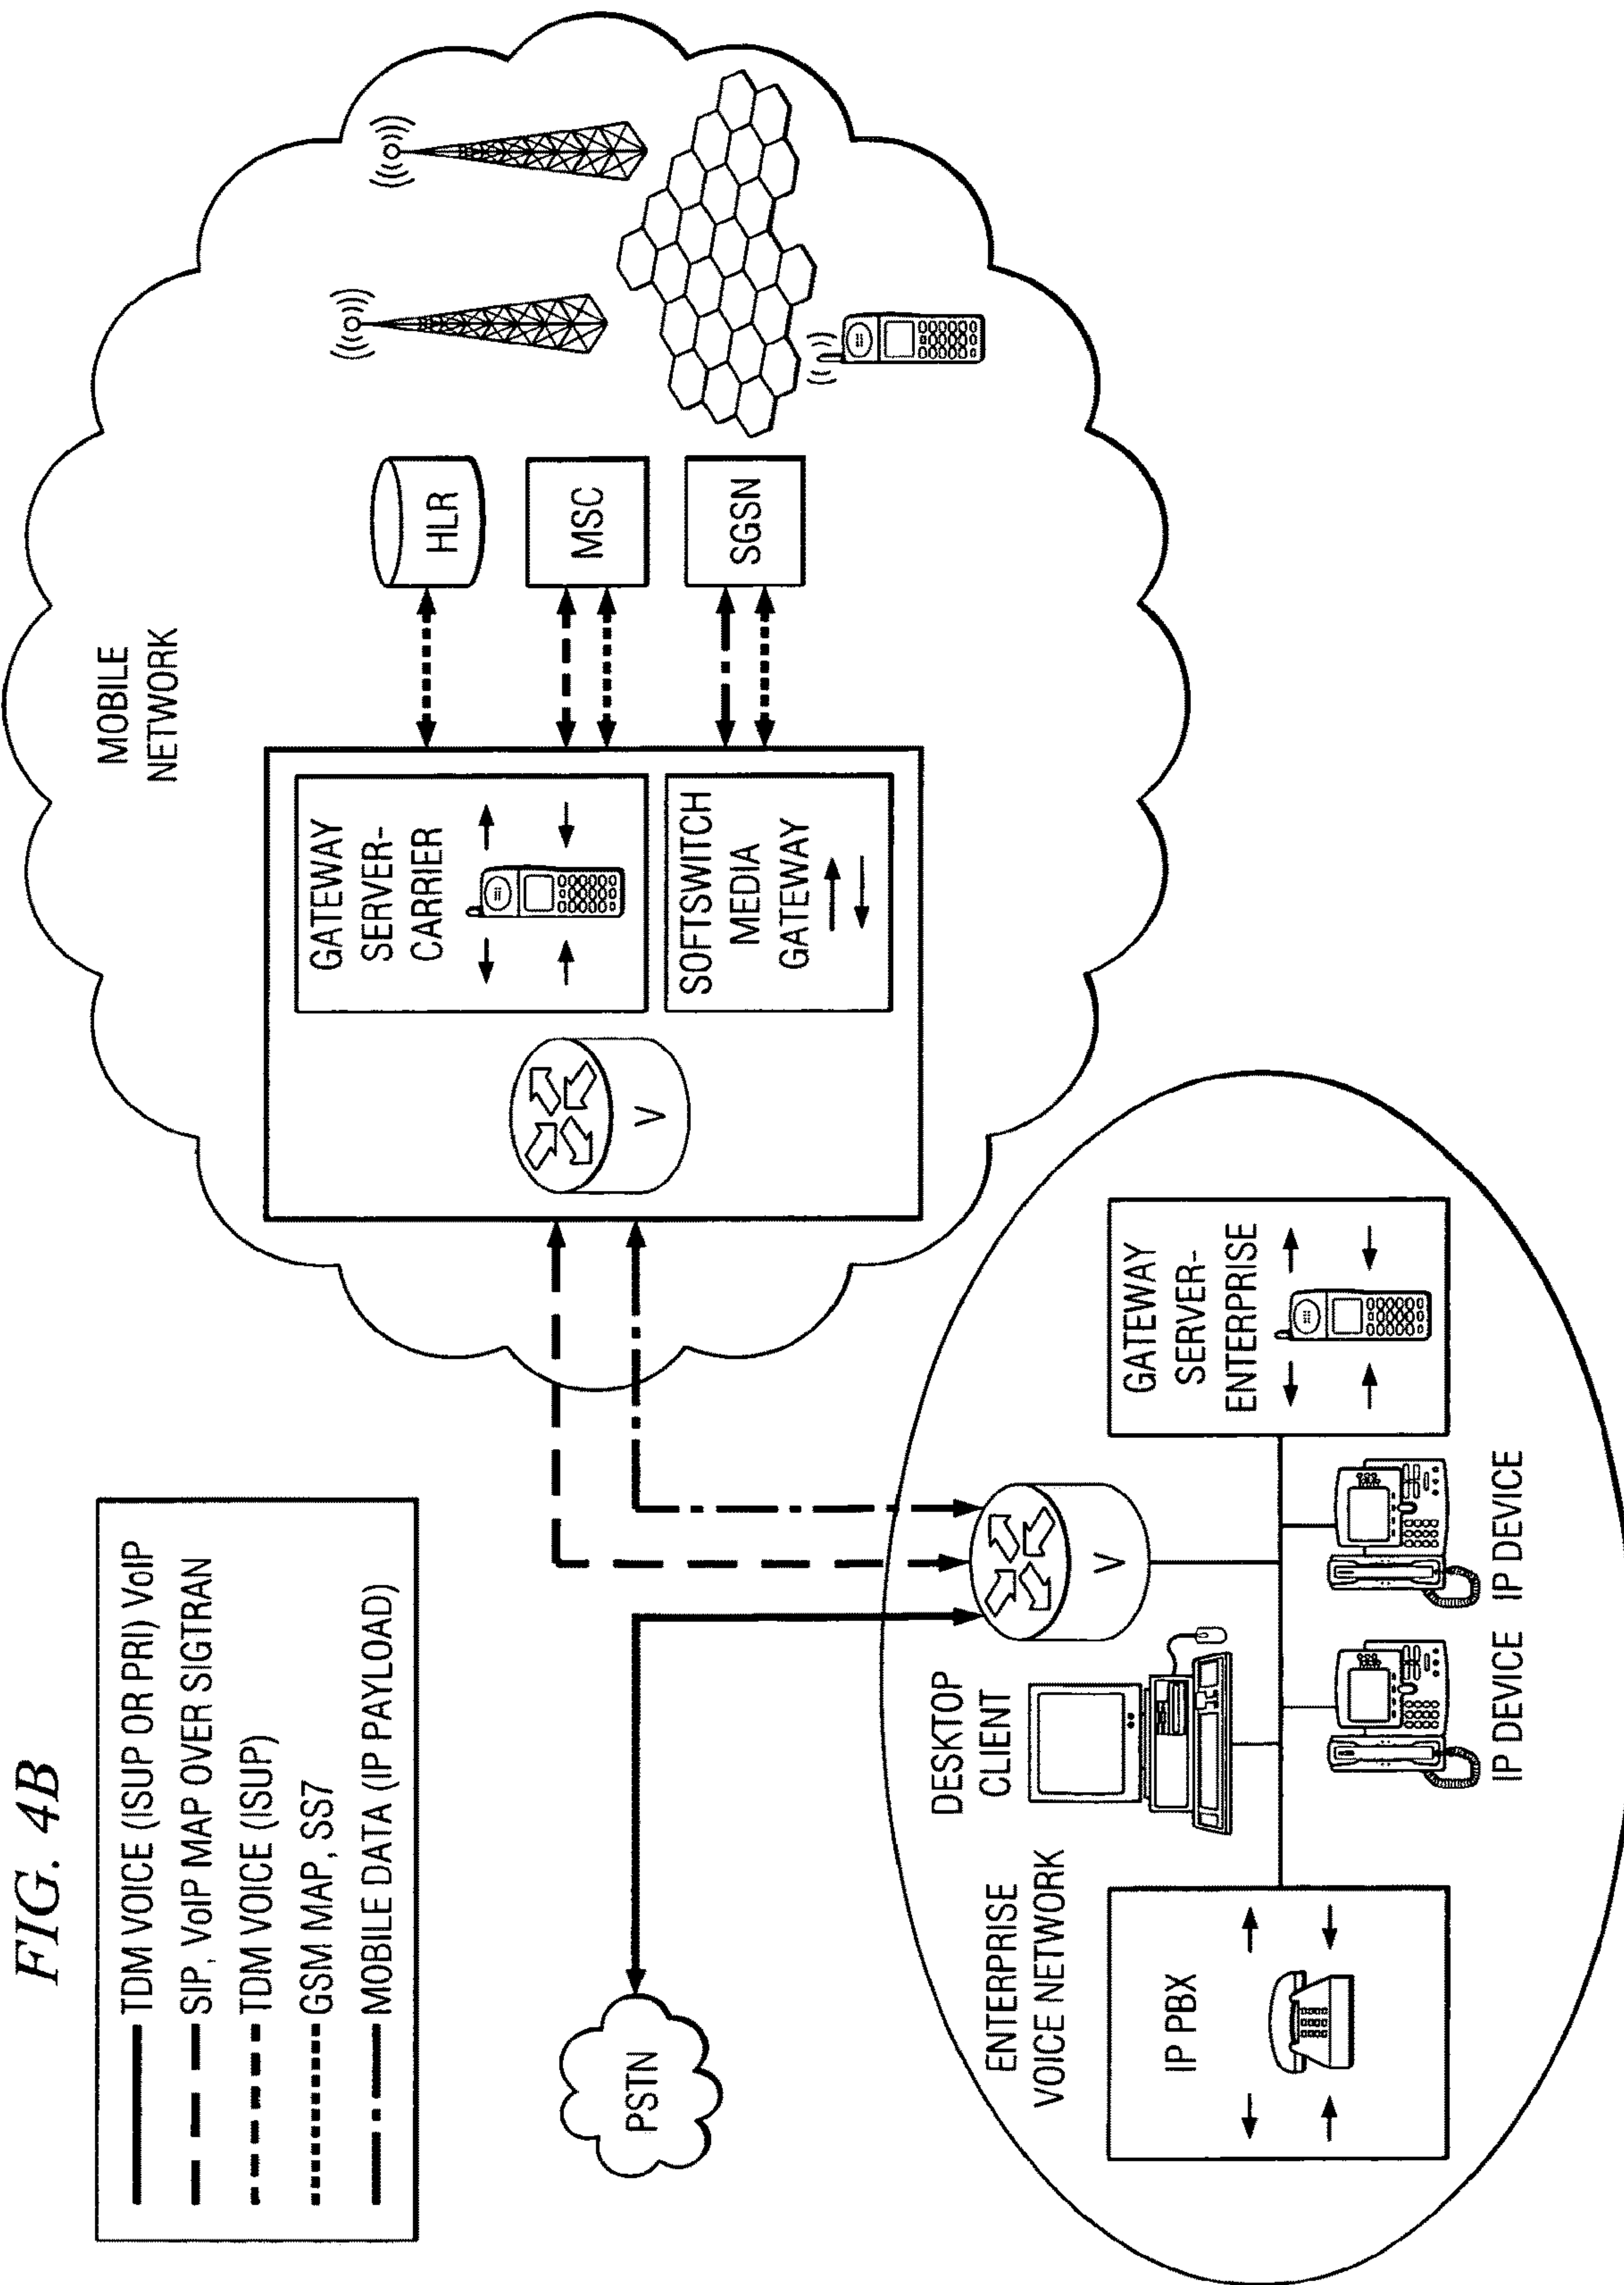 FIG. 4B
TDM VOICE (ISUP OR PRI) VoIP
SIP, VoIP MAP OVER SIGTRAN
TDM VOICE (ISUP)
GSM MAP, SS7
MOBILE DATA (IP PAYLOAD)
MOBILE
NETWORK
GATEWAY
SERVER-
CARRIER
SOFTSWITCH
MEDIA
GATEWAY
V
HLR
MSC
SGSN
PSTN
ENTERPRISE
VOICE NETWORK
DESKTOP
CLIENT
V
IP PBX
GATEWAY
SERVER-
ENTERPRISE
IP DEVICE
IP DEVICE